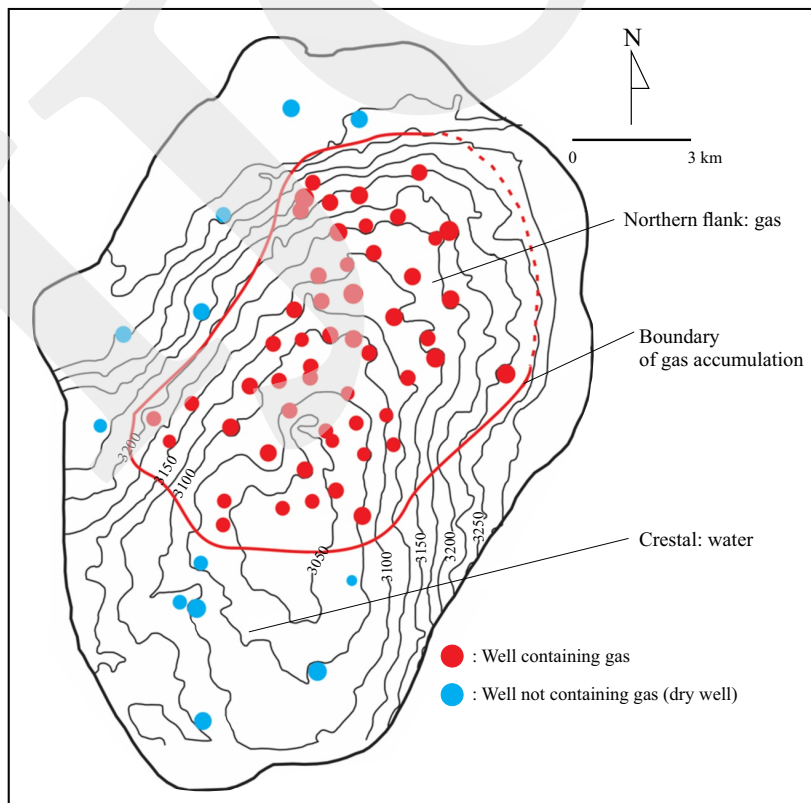 N
0 3 km
Northern flank: gas
Boundary
of gas accumulation
3200
3150
3100
3050
3100
3150
3200
3250
Crestal: water
: Well containing gas
: Well not containing gas (dry well)